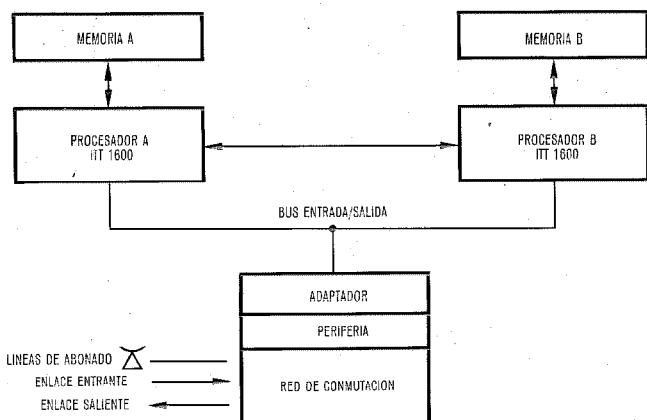 MEMORIA A
MEMORIA B
PROCESADOR A
ITT 1600
PROCESADOR B
ITT 1600
BUS ENTRADA/SALIDA
ADAPTADOR
PERIFERIA
RED DE CONMUTACION
LINEAS DE ABONADO
ENLACE ENTRANTE
ENLACE SALIENTE